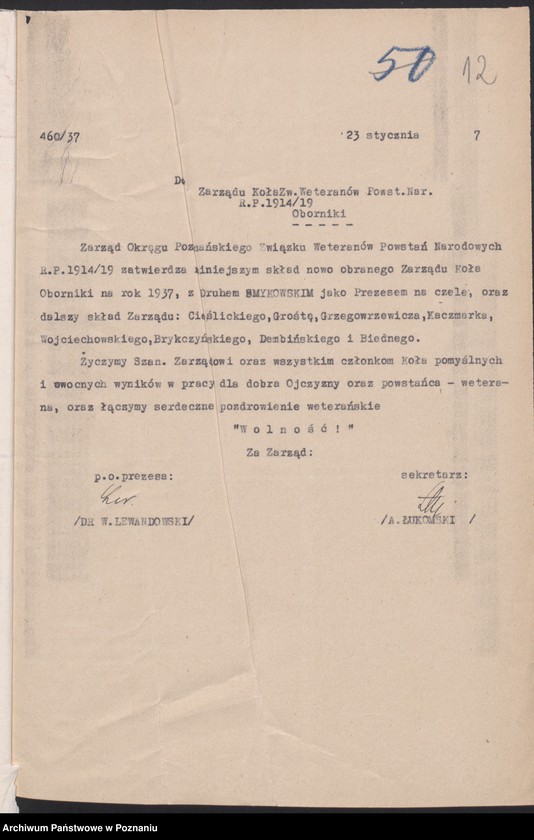 50 12
460/37 23 stycznia 7
Do
Zarządu KołaZw.Weteranów Powst.Nar.
R.P.1914/19
Oborniki
- - - - -
Zarząd Okręgu Poznańskiego Związku Weteranów Powstań Narodowych
R.P.1914/19 zatwierdza niniejszym skład nowo obranego Zarządu Koła
Oborniki na rok 1937, z Druhem SMYKOWSKIM jako Prezesem na czele, oraz
dalszy skład Zarządu: Cieślickiego,Grostę,Grzegorzewicza,Kaczmarka,
Wojciechowskiego,Brykczyńskiego, Dembińskiego i Biednego.
Życzymy Szan. Zarządowi oraz wszystkim członkom Koła pomyślnych
i owocnych wyników w pracy dla dobra Ojczyzny oraz powstańca - wetera-
na, oraz łączymy serdeczne pozdrowienie weterańskie
"W o l n o ś ć ! "
Za Zarząd:
p.o.prezesa: sekretarz:
/DR W.LEWANDOWSKI/ /A.ŁUKOMSKI /
Archiwum Państwowe w Poznaniu